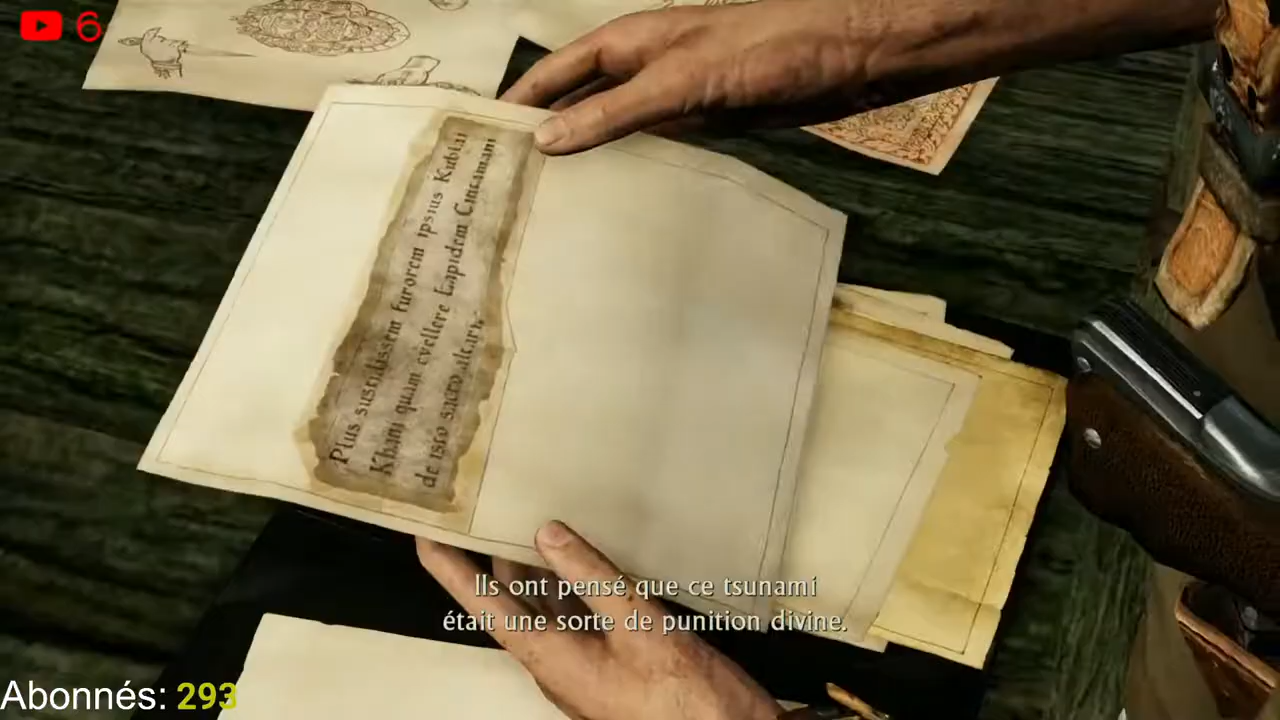 6
Plus sustulissem furorem ipsius Kublai
Khani quam evellere Lapidem Cintamani
de isto sacro altari.
Ils ont pensé que ce tsunami
était une sorte de punition divine.
Abonnés: 293